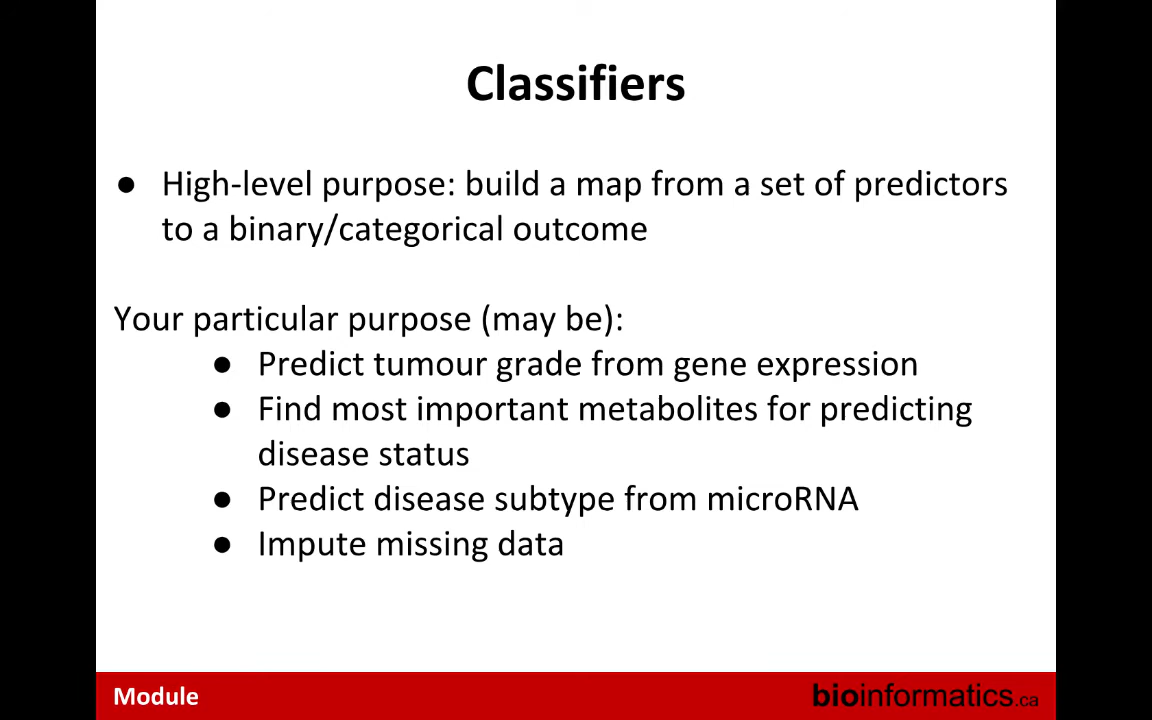 Classifiers
● High-level purpose: build a map from a set of predictors
to a binary/categorical outcome
Your particular purpose (may be):
● Predict tumour grade from gene expression
● Find most important metabolites for predicting
disease status
● Predict disease subtype from microRNA
● Impute missing data
Module
bioinformatics.ca